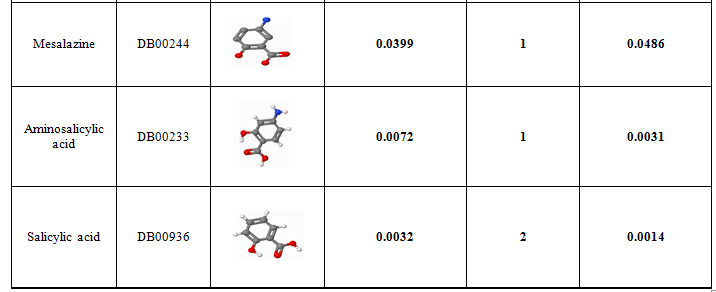 Mesalazine DB00244 0.0399 1 0.0486
Aminosalicylic
acid DB00233 0.0072 1 0.0031
Salicylic acid DB00936 0.0032 2 0.0014